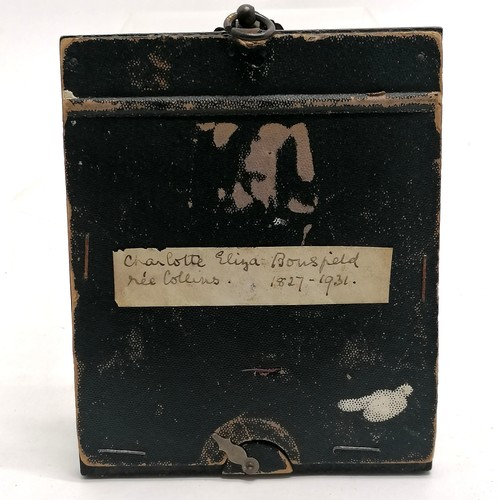 Charlotte Eliza Bousfield
née Collins. 1827-1931.